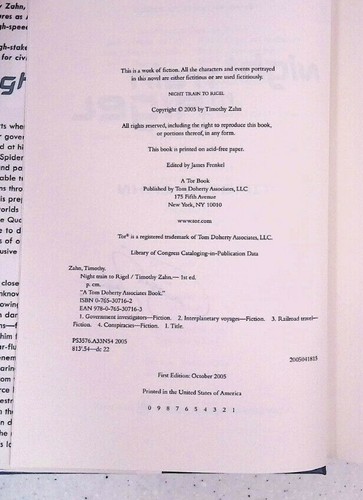 This is a work of fiction. All the characters and events portrayed
in this novel are either fictitious or are used fictitiously.
NIGHT TRAIN TO RIGEL
Copyright © 2005 by Timothy Zahn
All rights reserved, including the right to reproduce this book,
or portions thereof, in any form.
This book is printed on acid-free paper.
Edited by James Frenkel
A Tor Book
Published by Tom Doherty Associates, LLC
175 Fifth Avenue
New York, NY 10010
www.tor.com
Tor® is a registered trademark of Tom Doherty Associates, LLC.
Library of Congress Cataloging-in-Publication Data
Zahn, Timothy.
Night train to Rigel / Timothy Zahn.— 1st ed.
p. cm.
"A Tom Doherty Associates Book."
ISBN 0-765-30716-2
EAN 978-0-765-30716-3
1. Government investigators—Fiction. 2. Interplanetary voyages—Fiction. 3. Railroad travel—
Fiction. 4. Conspiracies—Fiction. I. Title.
PS3576.A33N54 2005
813'.54—dc 22
2005041815
First Edition: October 2005
Printed in the United States of America
0 9 8 7 6 5 4 3 2 1